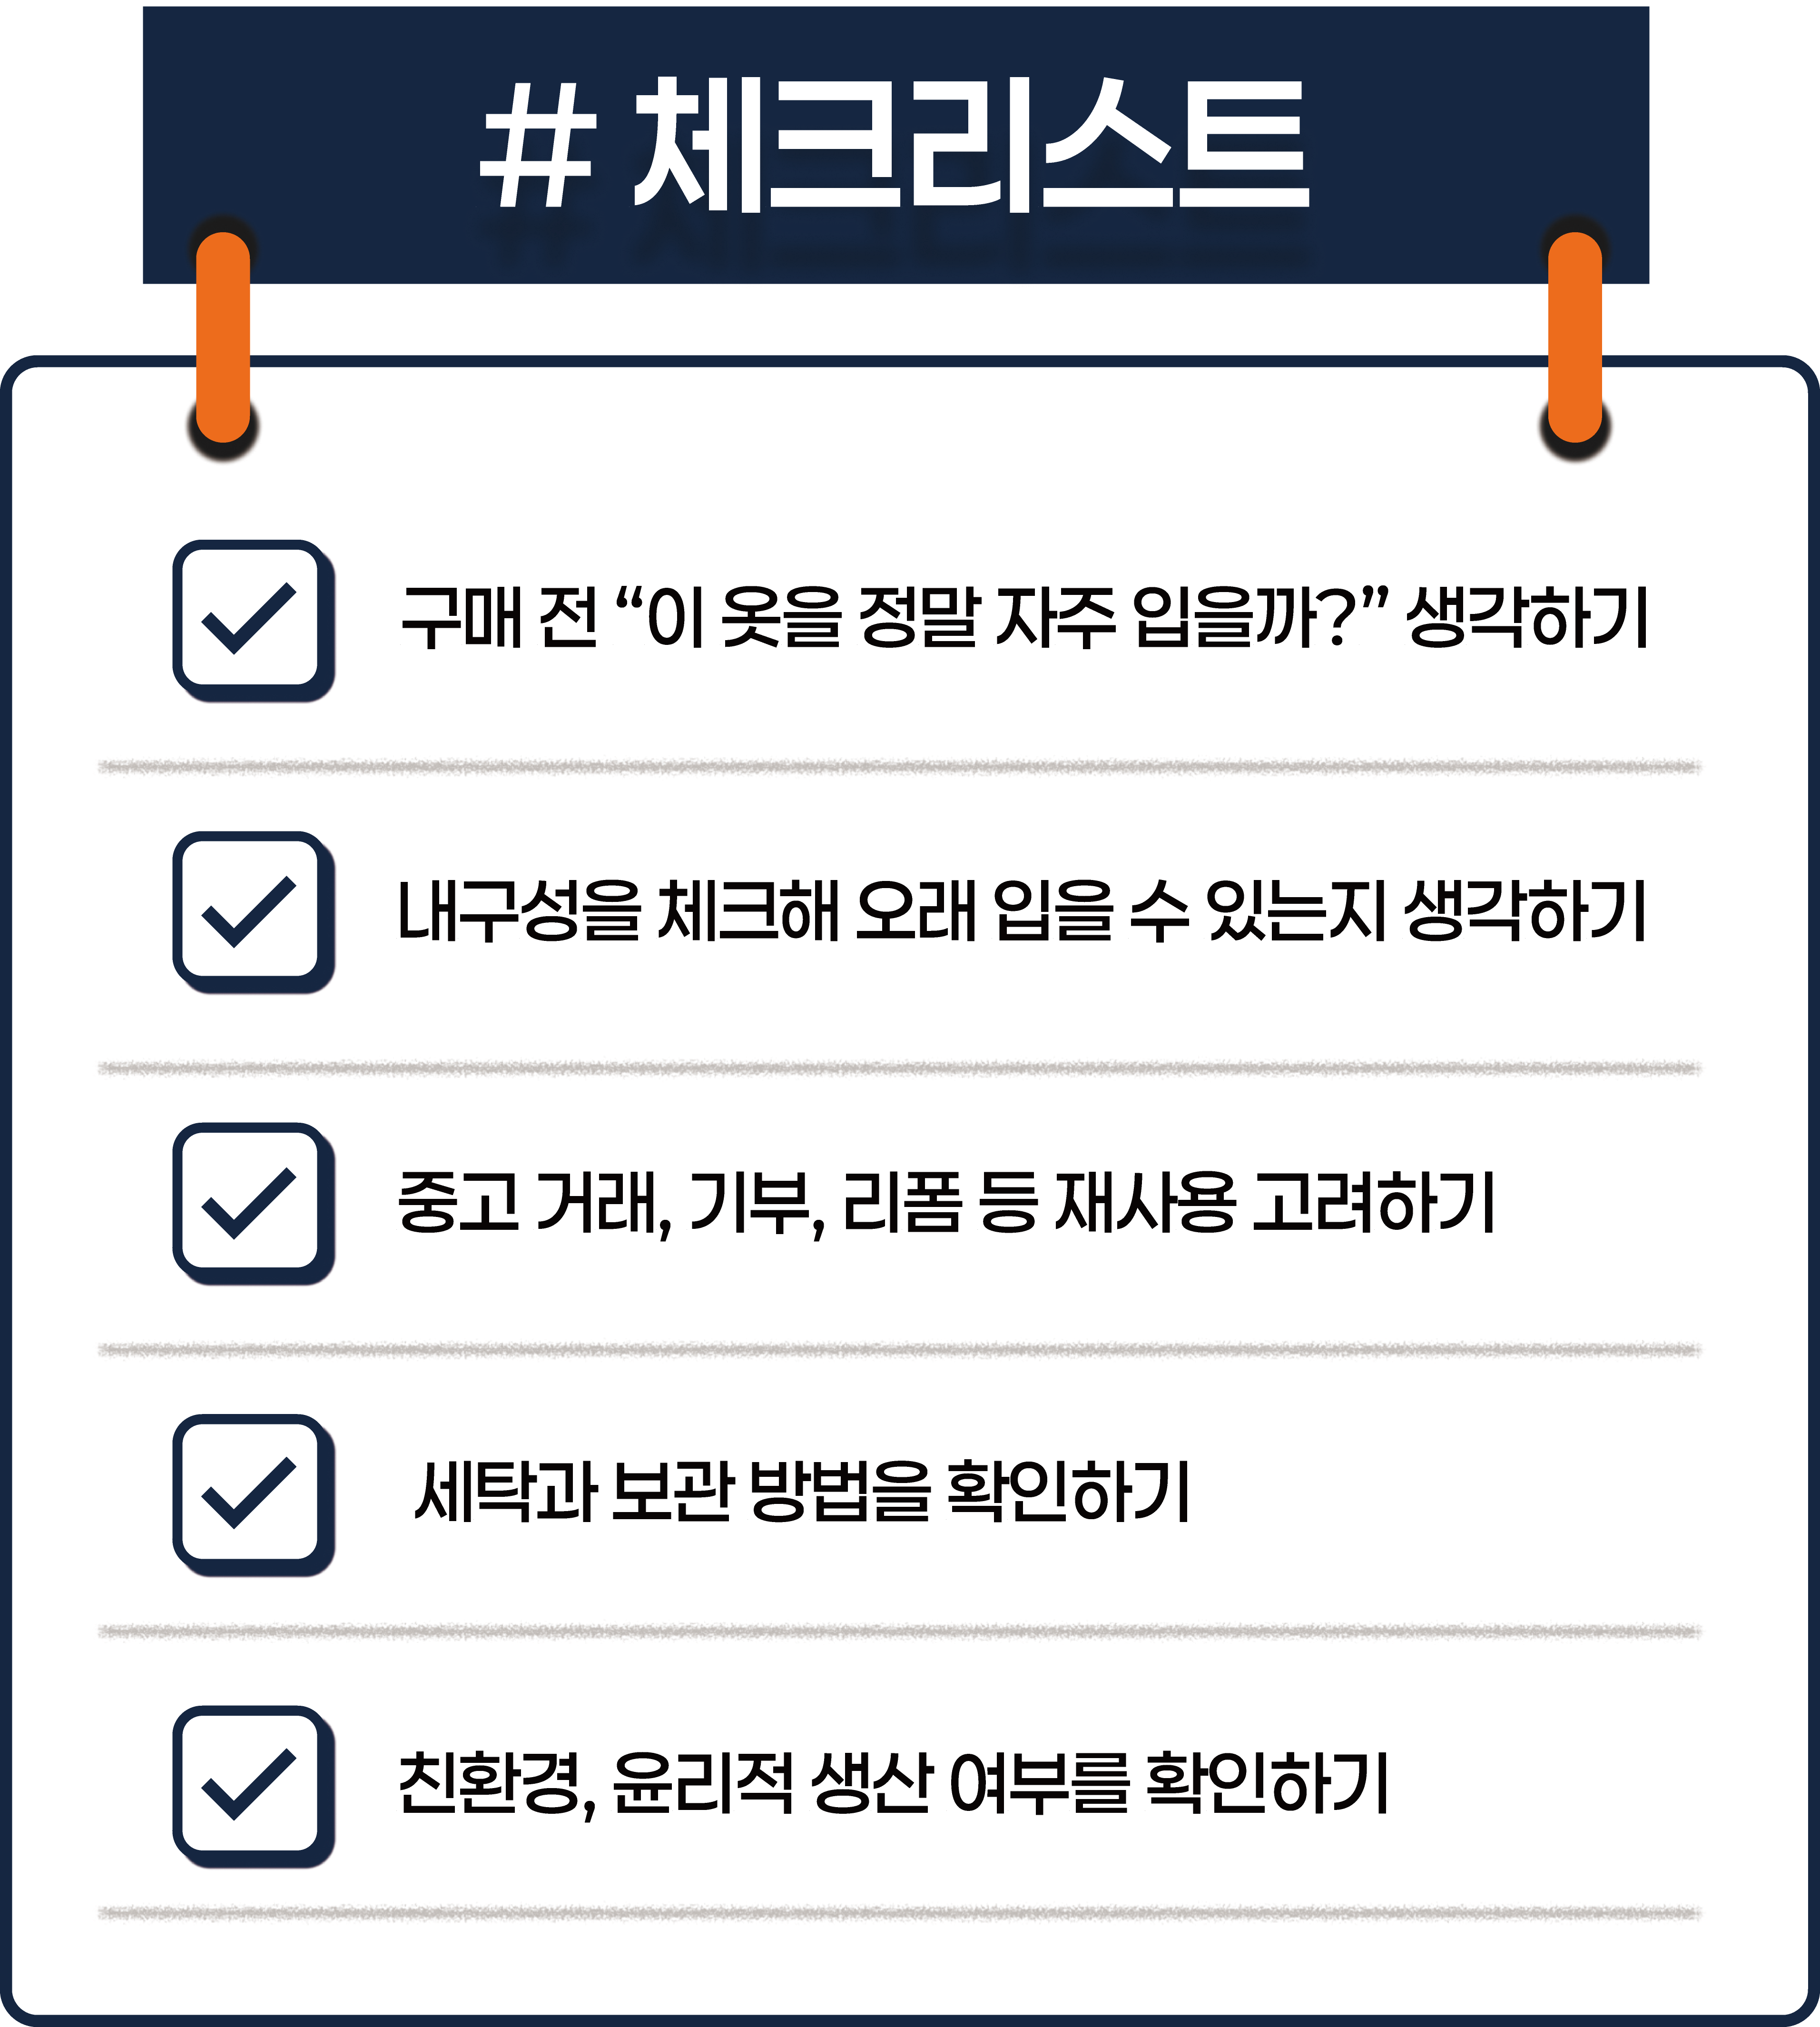 # 체크리스트
구매 전 “이 옷을 정말 자주 입을까?” 생각하기
내구성을 체크해 오래 입을 수 있는지 생각하기
중고 거래, 기부, 리폼 등 재사용 고려하기
세탁과 보관 방법을 확인하기
친환경, 윤리적 생산 여부를 확인하기